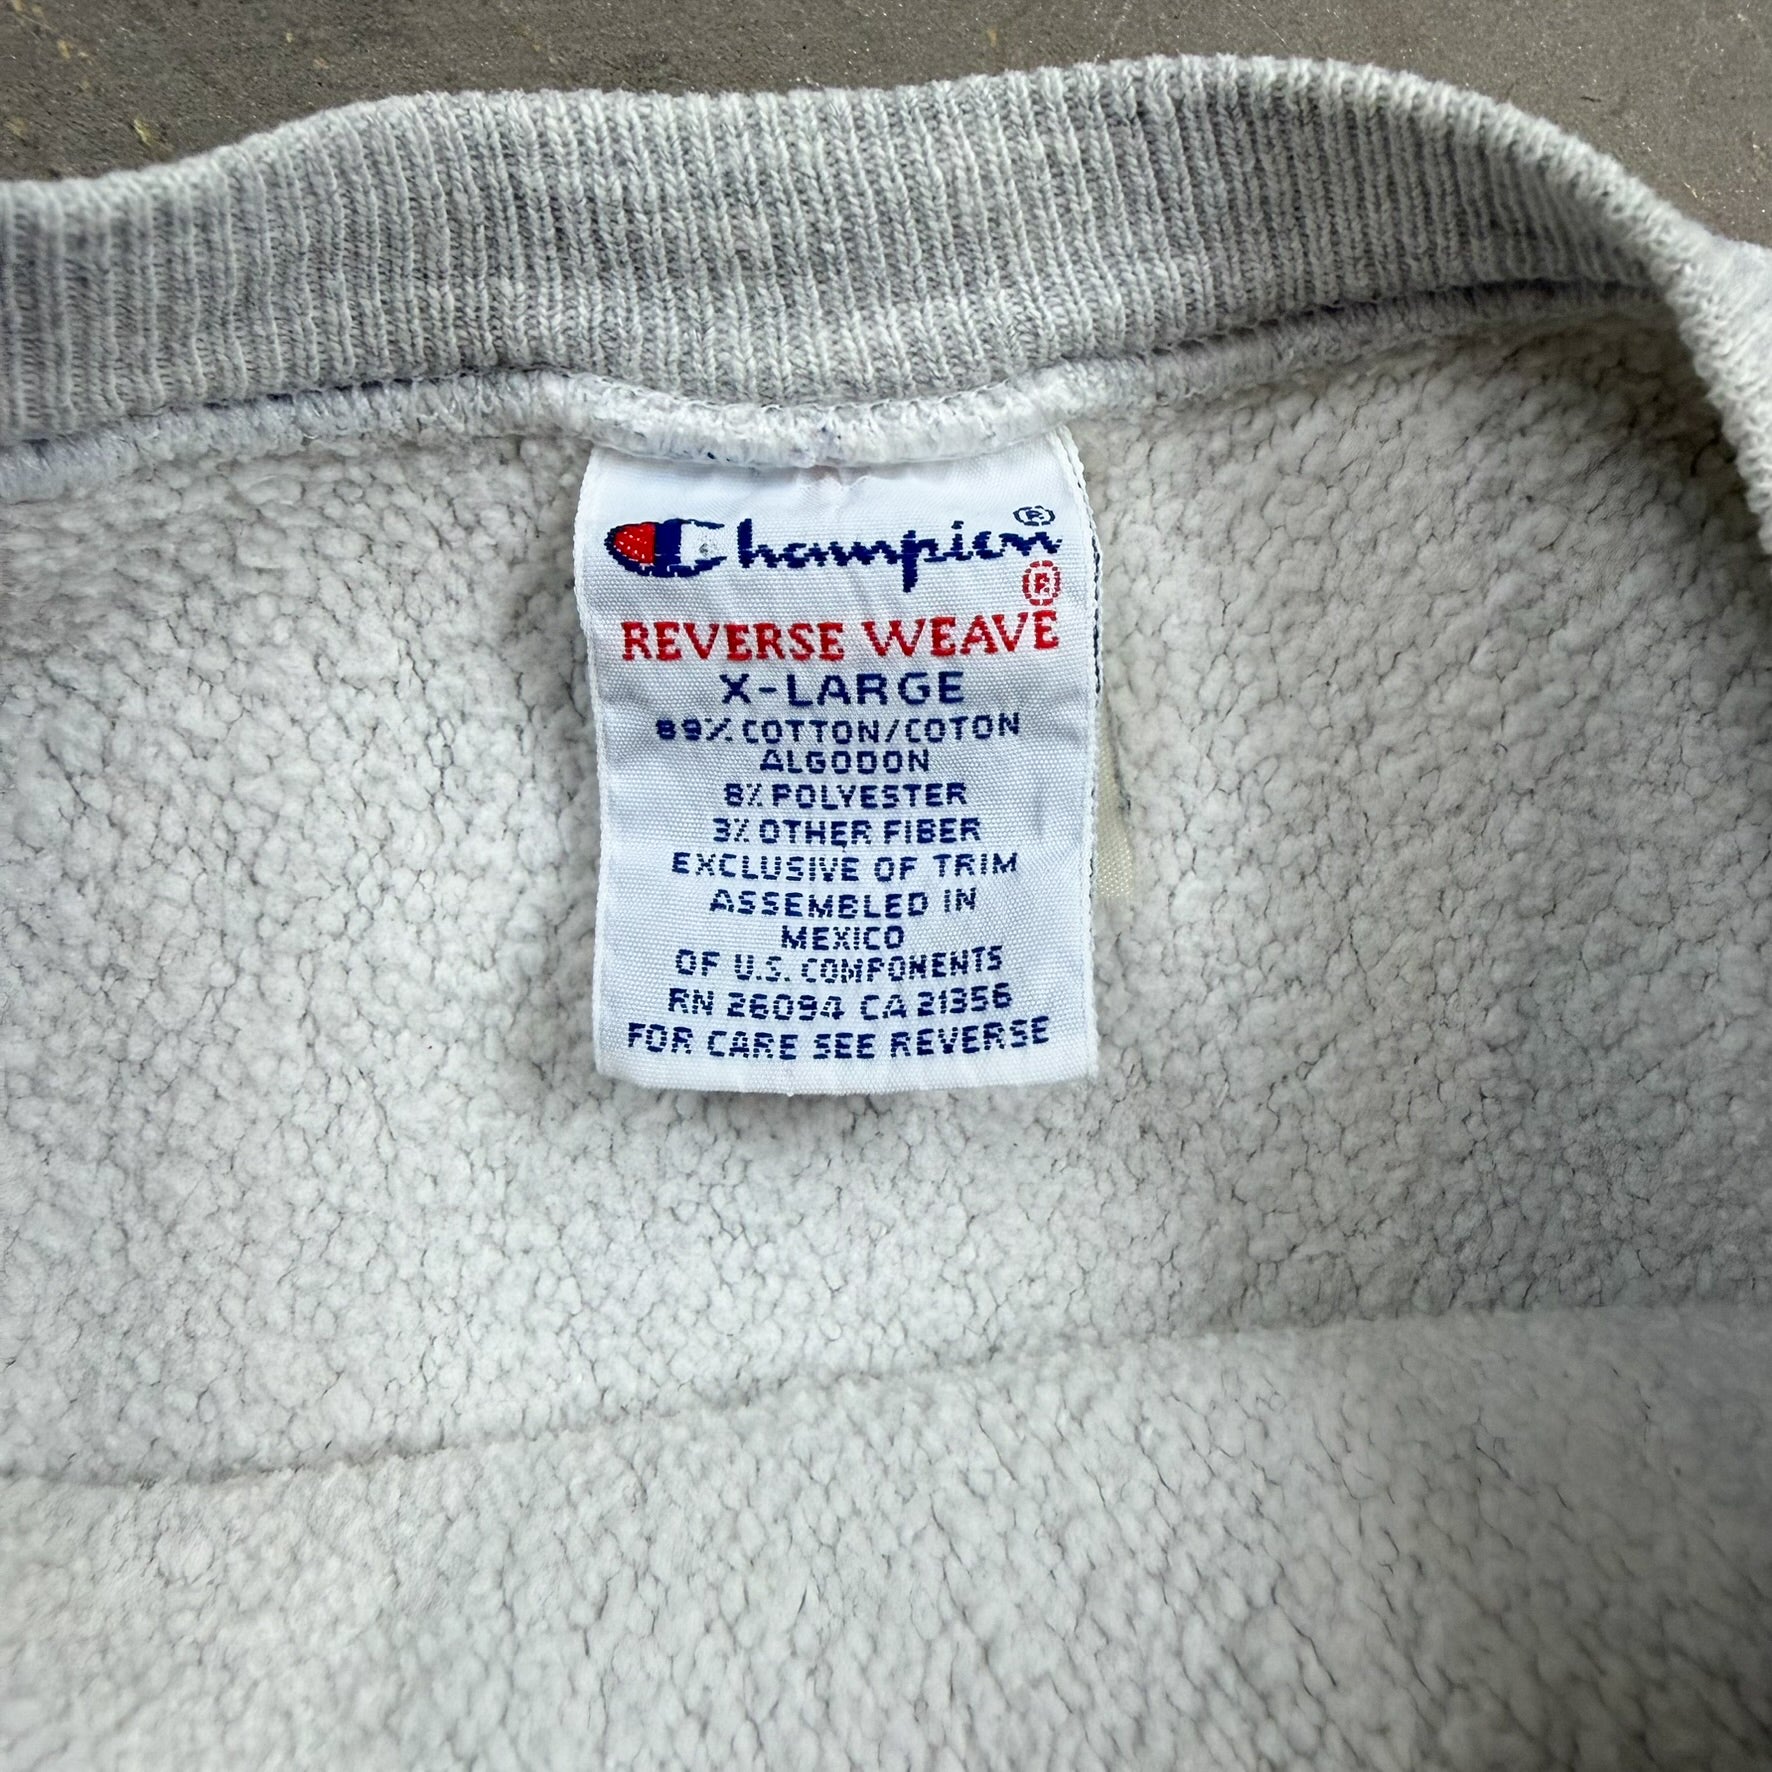 Champion®
REVERSE WEAVE®
X-LARGE
89% COTTON/COTON
ALGODON
8% POLYESTER
3% OTHER FIBER
EXCLUSIVE OF TRIM
ASSEMBLED IN
MEXICO
OF U.S. COMPONENTS
RN 26094 CA 21356
FOR CARE SEE REVERSE